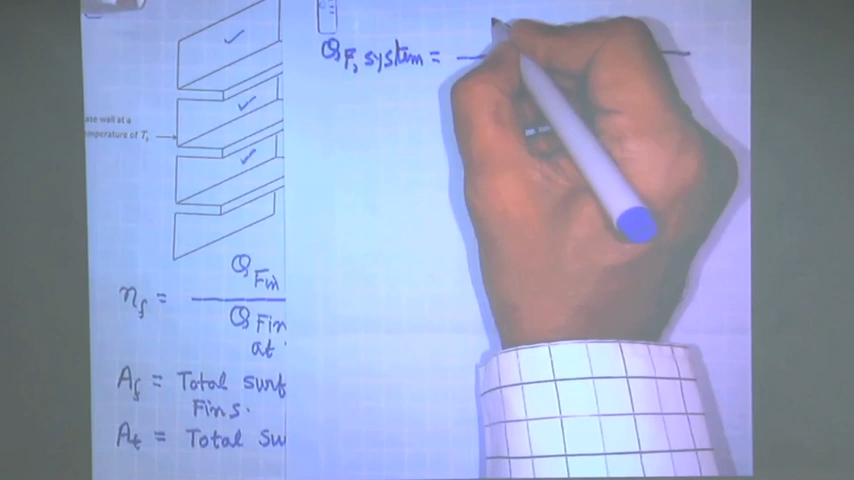 ase wall at a
emperature of T
Q F, system =
η f =
Q Fin
Q Fin
at
A f = Total surf
Fins.
A t = Total su